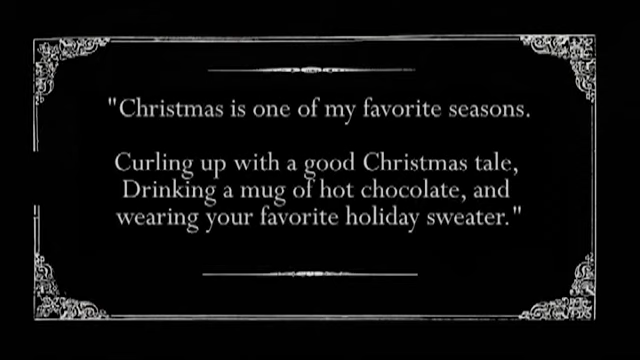 "Christmas is one of my favorite seasons.
Curling up with a good Christmas tale,
Drinking a mug of hot chocolate, and
wearing your favorite holiday sweater."